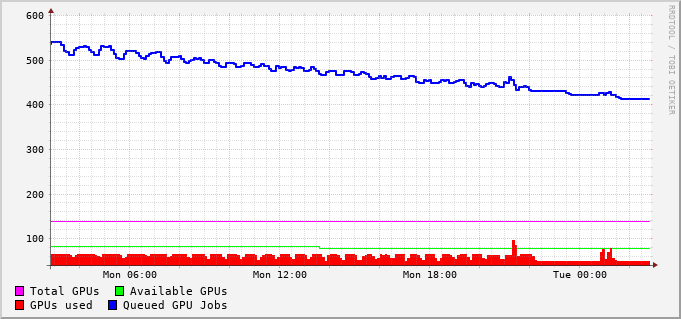 600
500
400
300
200
100
Mon 06:00 Mon 12:00 Mon 18:00 Tue 00:00
Total GPUs Available GPUs
GPUs used Queued GPU Jobs
RRDTOOL / TOBI OETIKER